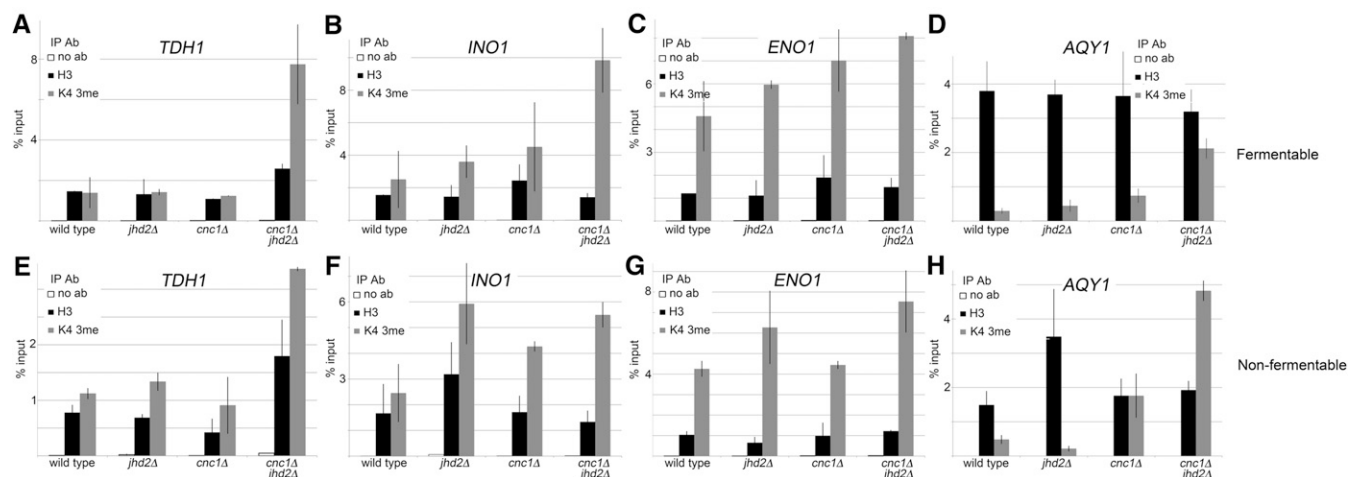 A
TDH1
IP Ab
no ab
H3
K4 3me
% input
8
4
wild type
jhd2Δ
cnc1Δ
cnc1Δ
jhd2Δ
B
INO1
IP Ab
no ab
H3
K4 3me
% input
8
4
0
wild type
jhd2Δ
cnc1Δ
cnc1Δ
jhd2Δ
C
ENO1
IP Ab
no ab
H3
K4 3me
% input
6
3
wild type
jhd2Δ
cnc1Δ
cnc1Δ
jhd2Δ
D
AQY1
IP Ab
no ab
H3
K4 3me
% input
4
2
wild type
jhd2Δ
cnc1Δ
cnc1Δ
jhd2Δ
Fermentable
E
TDH1
IP Ab
no ab
H3
K4 3me
% input
2
1
wild type
jhd2Δ
cnc1Δ
cnc1Δ
jhd2Δ
F
INO1
IP Ab
no ab
H3
K4 3me
% input
6
3
wild type
jhd2Δ
cnc1Δ
cnc1Δ
jhd2Δ
G
ENO1
IP Ab
no ab
H3
K4 3me
% input
8
4
wild type
jhd2Δ
cnc1Δ
cnc1Δ
jhd2Δ
H
AQY1
IP Ab
no ab
H3
K4 3me
% input
4
2
0
wild type
jhd2Δ
cnc1Δ
cnc1Δ
jhd2Δ
Non-fermentable